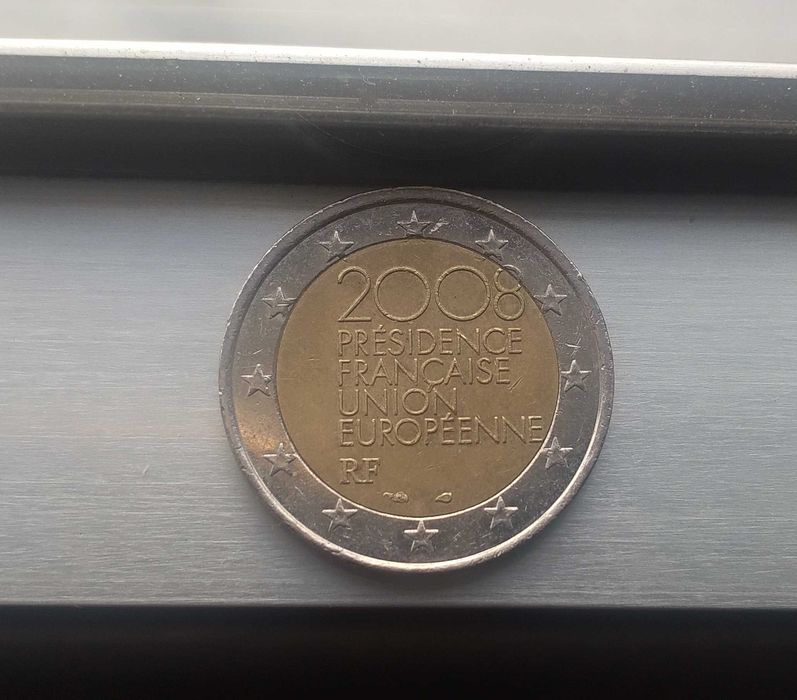 2008
PRÉSIDENCE
FRANÇAISE
UNION
EUROPÉENNE
RF